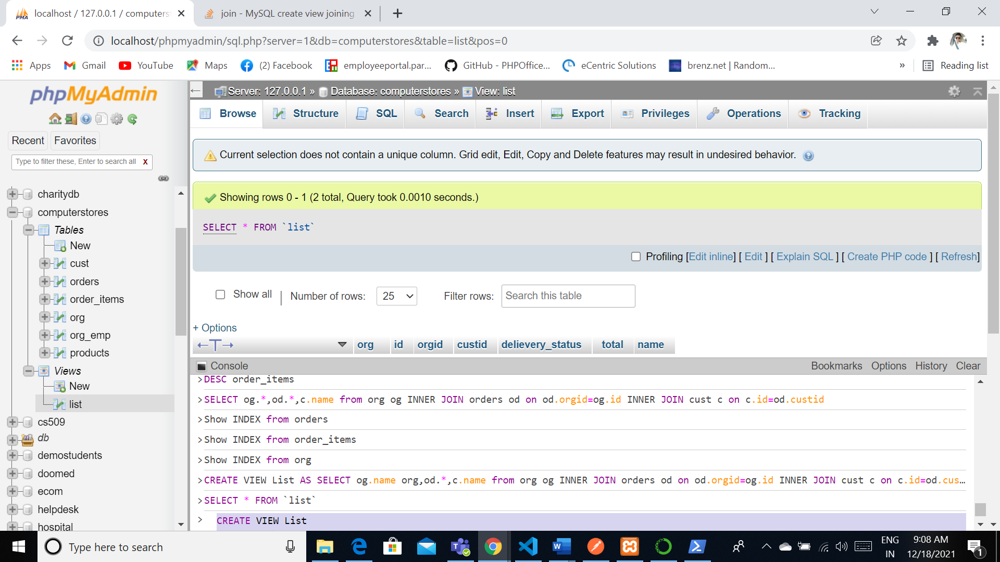 localhost / 127.0.0.1 / computerst
join - MySQL create view joining
localhost/phpmyadmin/sql.php?server=1&db=computerstores&table=list&pos=0
Apps Gmail YouTube Maps (2) Facebook employeeportal.par... GitHub - PHPOffice... eCentric Solutions brenz.net | Random... » Reading list
phpMyAdmin
Recent Favorites
Type to filter these, Enter to search all X
charitydb
computerstores
Tables
New
cust
orders
order_items
org
org_emp
products
Views
New
list
cs509
db
demostudents
doomed
ecom
helpdesk
hospital
Server: 127.0.0.1 » Database: computerstores » View: list
Browse Structure SQL Search Insert Export Privileges Operations Tracking
Current selection does not contain a unique column. Grid edit, Edit, Copy and Delete features may result in undesired behavior.
Showing rows 0 - 1 (2 total, Query took 0.0010 seconds.)
SELECT * FROM `list`
Profiling [Edit inline] [ Edit ] [ Explain SQL ] [ Create PHP code ] [ Refresh]
Show all | Number of rows: 25 Filter rows: Search this table
+ Options
←T→ org id orgid custid delievery_status total name
Console Bookmarks Options History Clear
>DESC order_items
>SELECT og.*,od.*,c.name from org og INNER JOIN orders od on od.orgid=og.id INNER JOIN cust c on c.id=od.custid
>Show INDEX from orders
>Show INDEX from order_items
>Show INDEX from org
>CREATE VIEW List AS SELECT og.name org,od.*,c.name from org og INNER JOIN orders od on od.orgid=og.id INNER JOIN cust c on c.id=od.cus…
>SELECT * FROM `list`
> CREATE VIEW List
Type here to search
ENG
IN
9:08 AM
12/18/2021
1